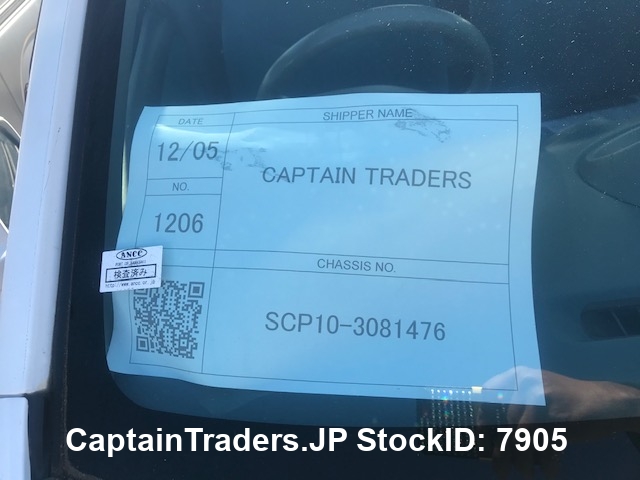 DATE
SHIPPER NAME
12/05
CAPTAIN TRADERS
NO.
1206
CHASSIS NO.
ANCC
検査済み
SCP10-3081476
CaptainTraders.JP StockID: 7905